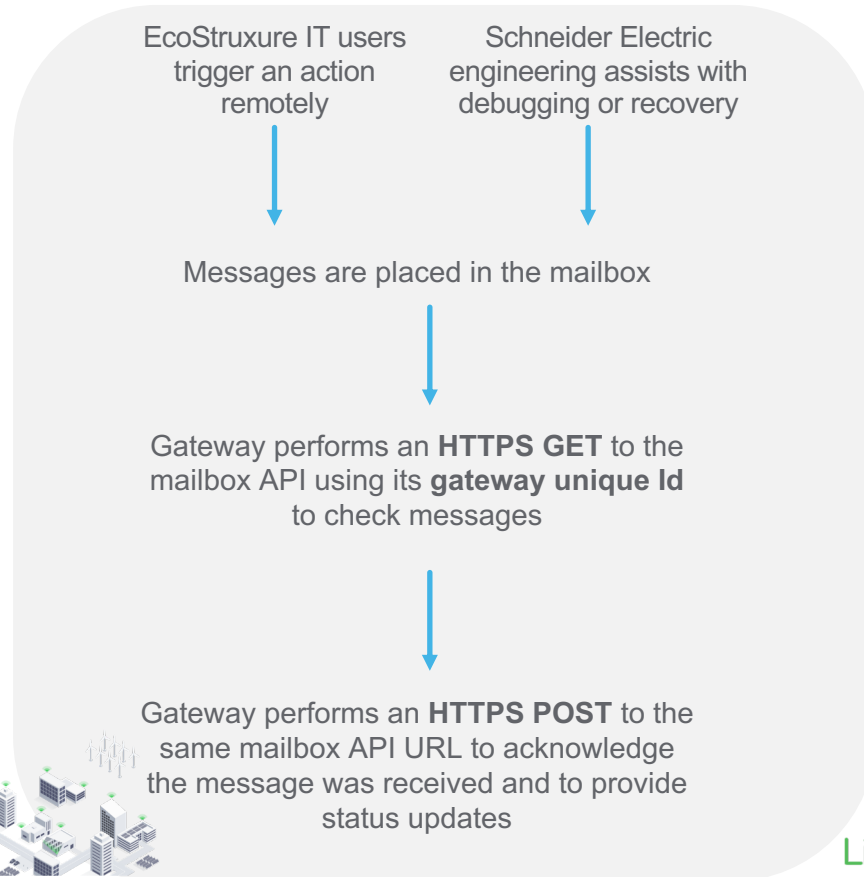 EcoStruxure IT users
trigger an action
remotely
Schneider Electric
engineering assists with
debugging or recovery
Messages are placed in the mailbox
Gateway performs an HTTPS GET to the
mailbox API using its gateway unique Id
to check messages
Gateway performs an HTTPS POST to the
same mailbox API URL to acknowledge
the message was received and to provide
status updates